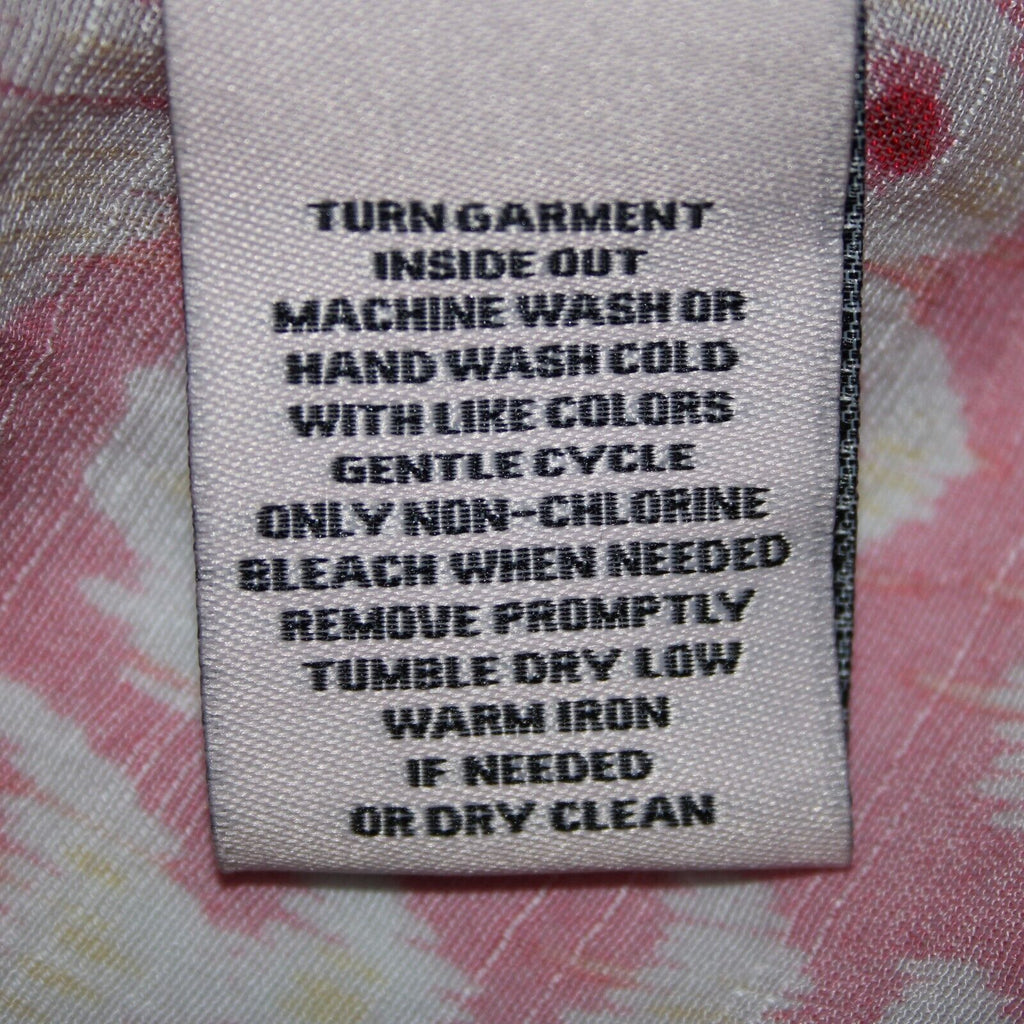 TURN GARMENT
INSIDE OUT
MACHINE WASH OR
HAND WASH COLD
WITH LIKE COLORS
GENTLE CYCLE
ONLY NON-CHLORINE
BLEACH WHEN NEEDED
REMOVE PROMPTLY
TUMBLE DRY LOW
WARM IRON
IF NEEDED
OR DRY CLEAN